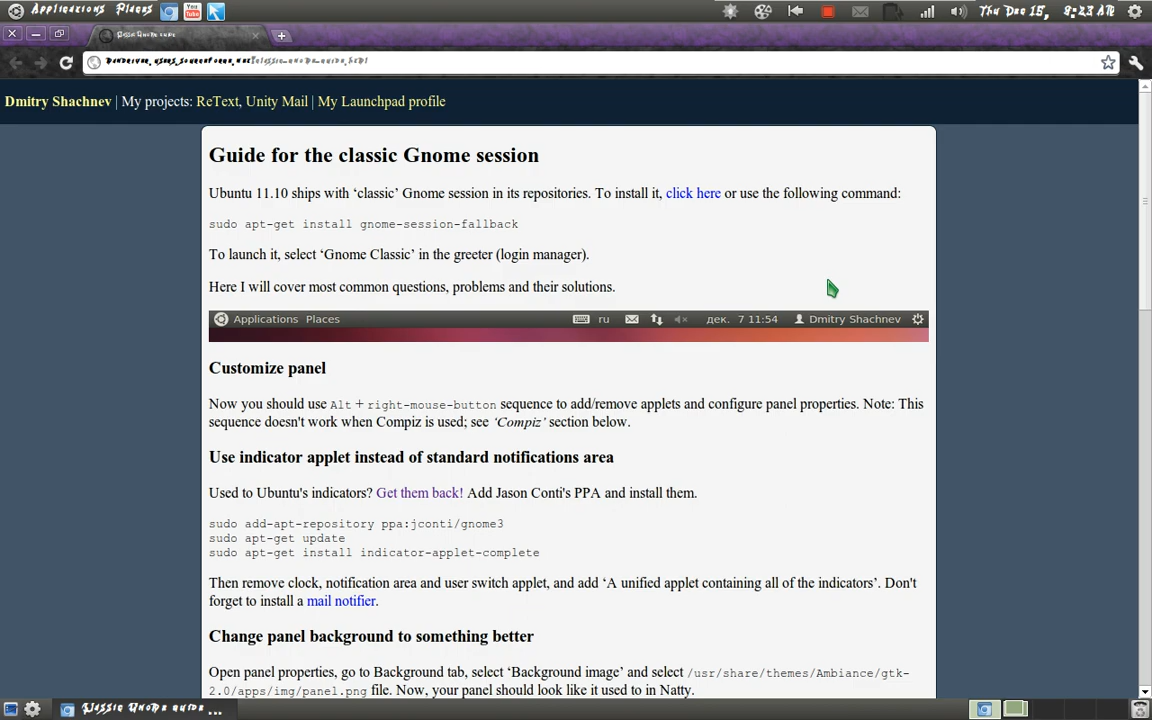 Applications Places
You Tube
Thu Dec 15, 8:23 AM
Classic Gnome guide
Dmitry Shachnev | My projects: ReText, Unity Mail | My Launchpad profile
Guide for the classic Gnome session
Ubuntu 11.10 ships with ‘classic’ Gnome session in its repositories. To install it, click here or use the following command:
sudo apt-get install gnome-session-fallback
To launch it, select ‘Gnome Classic’ in the greeter (login manager).
Here I will cover most common questions, problems and their solutions.
Applications Places ru дек. 7 11:54 Dmitry Shachnev
Customize panel
Now you should use Alt + right-mouse-button sequence to add/remove applets and configure panel properties. Note: This
sequence doesn't work when Compiz is used; see ‘Compiz’ section below.
Use indicator applet instead of standard notifications area
Used to Ubuntu's indicators? Get them back! Add Jason Conti's PPA and install them.
sudo add-apt-repository ppa:jconti/gnome3
sudo apt-get update
sudo apt-get install indicator-applet-complete
Then remove clock, notification area and user switch applet, and add ‘A unified applet containing all of the indicators’. Don't
forget to install a mail notifier.
Change panel background to something better
Open panel properties, go to Background tab, select ‘Background image’ and select /usr/share/themes/Ambiance/gtk-
2.0/apps/img/panel.png file. Now, your panel should look like it used to in Natty.
Classic Gnome guide ...